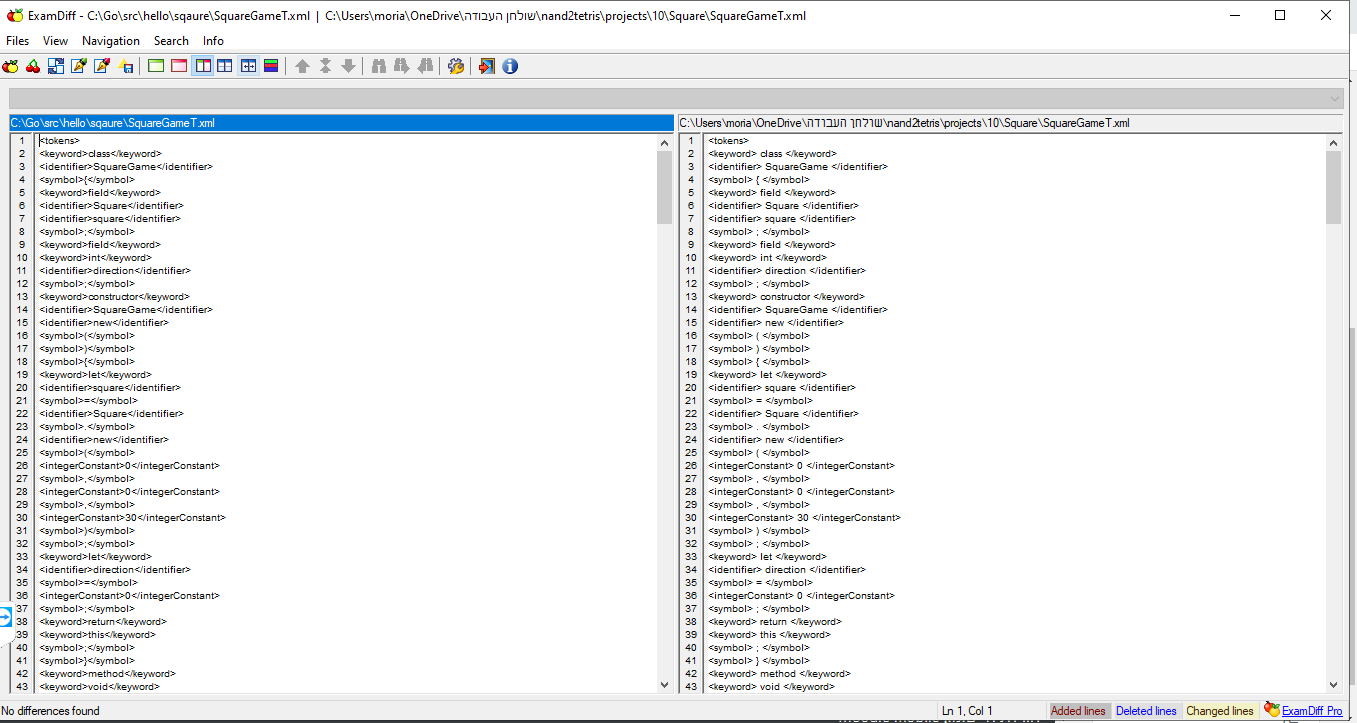 ExamDiff - C:\Go\src\hello\sqaure\SquareGameT.xml | C:\Users\moria\OneDrive\שולחן העבודה\nand2tetris\projects\10\Square\SquareGameT.xml
Files View Navigation Search Info
C:\Go\src\hello\sqaure\SquareGameT.xml
1 <tokens>
2 <keyword>class</keyword>
3 <identifier>SquareGame</identifier>
4 <symbol>{</symbol>
5 <keyword>field</keyword>
6 <identifier>Square</identifier>
7 <identifier>square</identifier>
8 <symbol>;</symbol>
9 <keyword>field</keyword>
10 <keyword>int</keyword>
11 <identifier>direction</identifier>
12 <symbol>;</symbol>
13 <keyword>constructor</keyword>
14 <identifier>SquareGame</identifier>
15 <identifier>new</identifier>
16 <symbol>(</symbol>
17 <symbol>)</symbol>
18 <symbol>{</symbol>
19 <keyword>let</keyword>
20 <identifier>square</identifier>
21 <symbol>=</symbol>
22 <identifier>Square</identifier>
23 <symbol>.</symbol>
24 <identifier>new</identifier>
25 <symbol>(</symbol>
26 <integerConstant>0</integerConstant>
27 <symbol>,</symbol>
28 <integerConstant>0</integerConstant>
29 <symbol>,</symbol>
30 <integerConstant>30</integerConstant>
31 <symbol>)</symbol>
32 <symbol>;</symbol>
33 <keyword>let</keyword>
34 <identifier>direction</identifier>
35 <symbol>=</symbol>
36 <integerConstant>0</integerConstant>
37 <symbol>;</symbol>
38 <keyword>return</keyword>
39 <keyword>this</keyword>
40 <symbol>;</symbol>
41 <symbol>}</symbol>
42 <keyword>method</keyword>
43 <keyword>void</keyword>
C:\Users\moria\OneDrive\שולחן העבודה\nand2tetris\projects\10\Square\SquareGameT.xml
1 <tokens>
2 <keyword> class </keyword>
3 <identifier> SquareGame </identifier>
4 <symbol> { </symbol>
5 <keyword> field </keyword>
6 <identifier> Square </identifier>
7 <identifier> square </identifier>
8 <symbol> ; </symbol>
9 <keyword> field </keyword>
10 <keyword> int </keyword>
11 <identifier> direction </identifier>
12 <symbol> ; </symbol>
13 <keyword> constructor </keyword>
14 <identifier> SquareGame </identifier>
15 <identifier> new </identifier>
16 <symbol> ( </symbol>
17 <symbol> ) </symbol>
18 <symbol> { </symbol>
19 <keyword> let </keyword>
20 <identifier> square </identifier>
21 <symbol> = </symbol>
22 <identifier> Square </identifier>
23 <symbol> . </symbol>
24 <identifier> new </identifier>
25 <symbol> ( </symbol>
26 <integerConstant> 0 </integerConstant>
27 <symbol> , </symbol>
28 <integerConstant> 0 </integerConstant>
29 <symbol> , </symbol>
30 <integerConstant> 30 </integerConstant>
31 <symbol> ) </symbol>
32 <symbol> ; </symbol>
33 <keyword> let </keyword>
34 <identifier> direction </identifier>
35 <symbol> = </symbol>
36 <integerConstant> 0 </integerConstant>
37 <symbol> ; </symbol>
38 <keyword> return </keyword>
39 <keyword> this </keyword>
40 <symbol> ; </symbol>
41 <symbol> } </symbol>
42 <keyword> method </keyword>
43 <keyword> void </keyword>
No differences found Ln 1, Col 1 Added lines Deleted lines Changed lines ExamDiff Pro